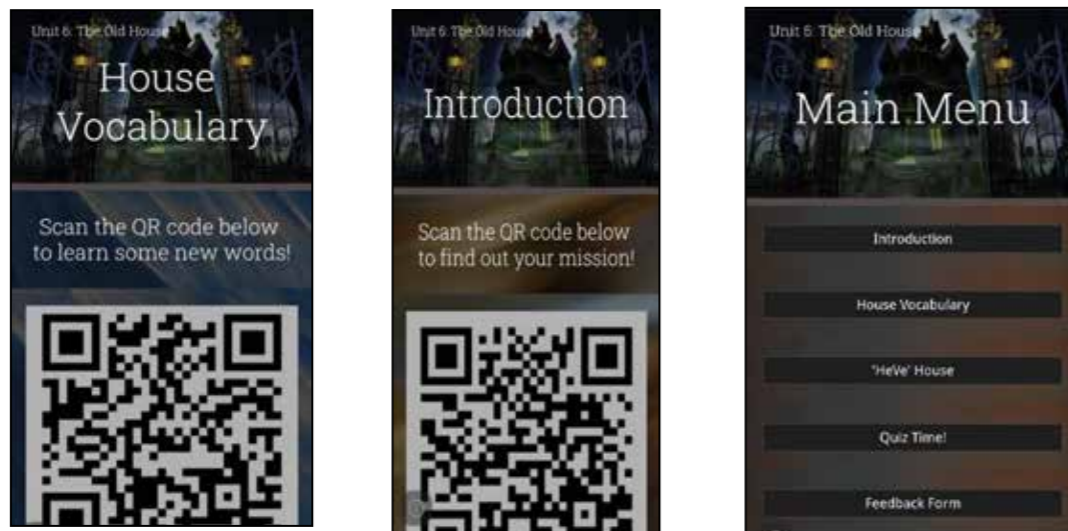 Unit 6: The Old House
House
Vocabulary
Scan the QR code below
to learn some new words!
Unit 6: The Old House
Introduction
Scan the QR code below
to find out your mission!
Unit 6: The Old House
Main Menu
Introduction
House Vocabulary
'HeVe' House
Quiz Time!
Feedback Form